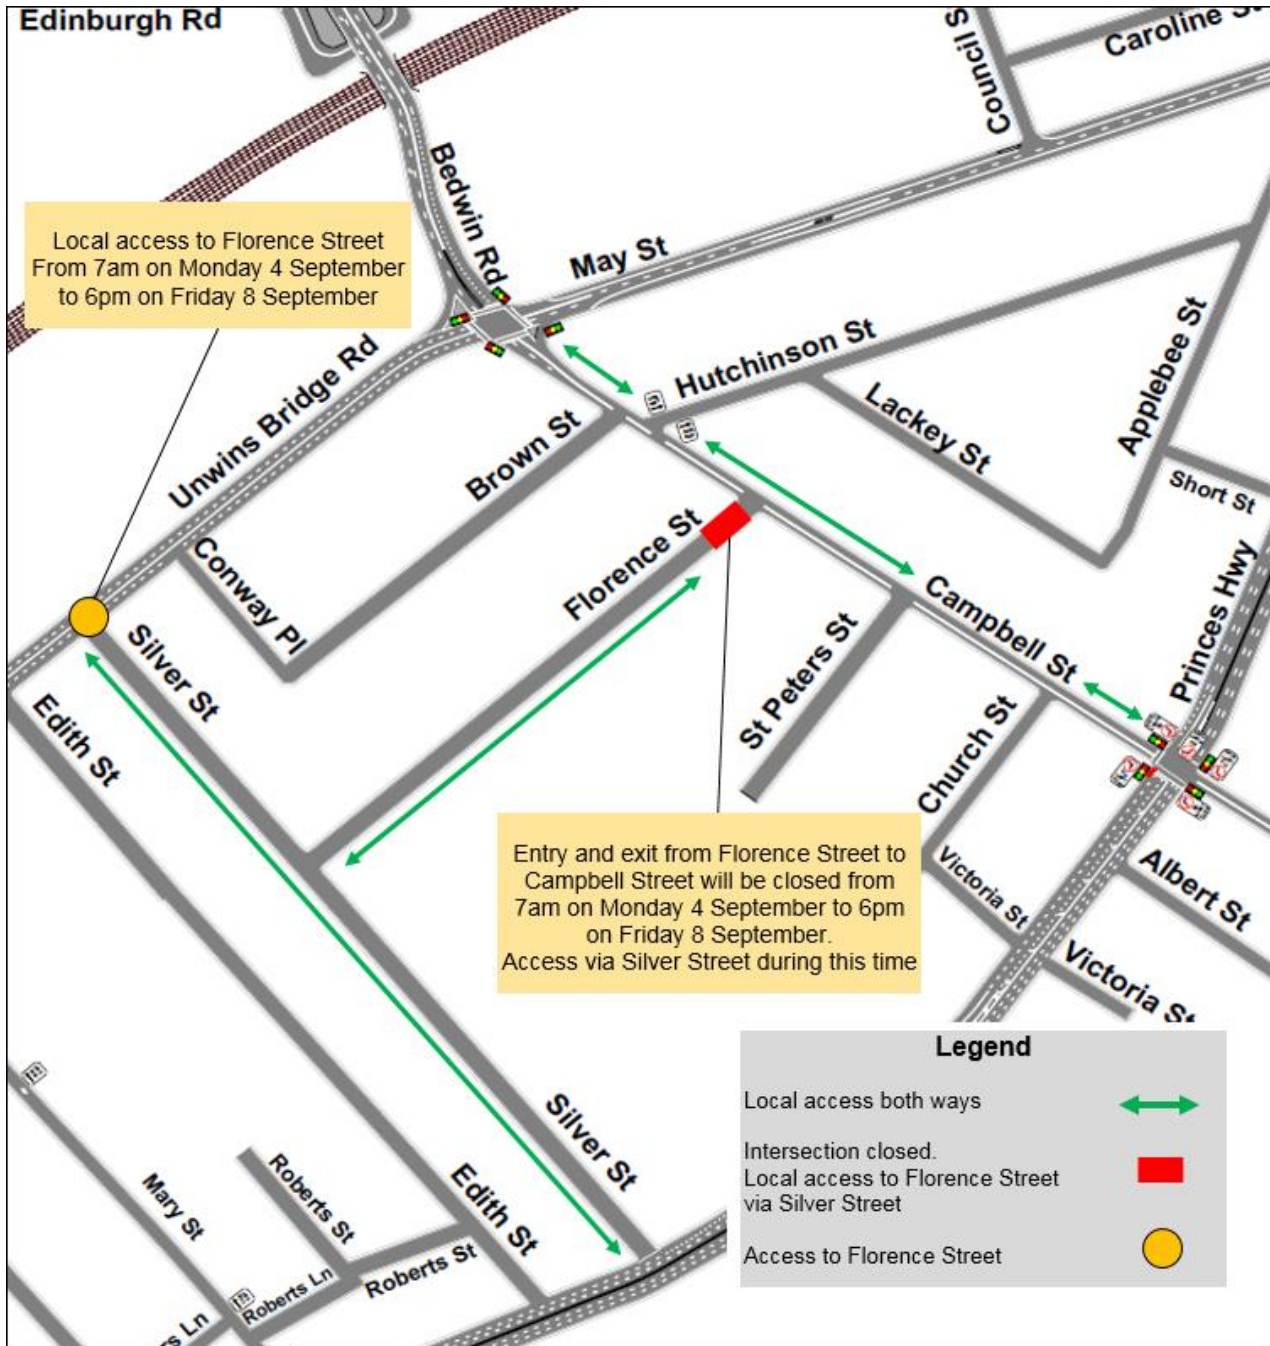 Edinburgh Rd
Council S
Caroline St
Bedwin Rd
May St
Local access to Florence Street
From 7am on Monday 4 September
to 6pm on Friday 8 September
Unwins Bridge Rd
Hutchinson St
Lackey St
Applebee St
Short St
Princes Hwy
Brown St
Florence St
Conway Pl
Campbell St
Silver St
Edith St
St Peters St
Church St
Victoria St
Albert St
Victoria St
Entry and exit from Florence Street to
Campbell Street will be closed from
7am on Monday 4 September to 6pm
on Friday 8 September.
Access via Silver Street during this time
Silver St
Edith St
Mary St
Roberts St
Roberts Ln
Roberts St
rs Ln
Legend
Local access both ways
Intersection closed.
Local access to Florence Street
via Silver Street
Access to Florence Street